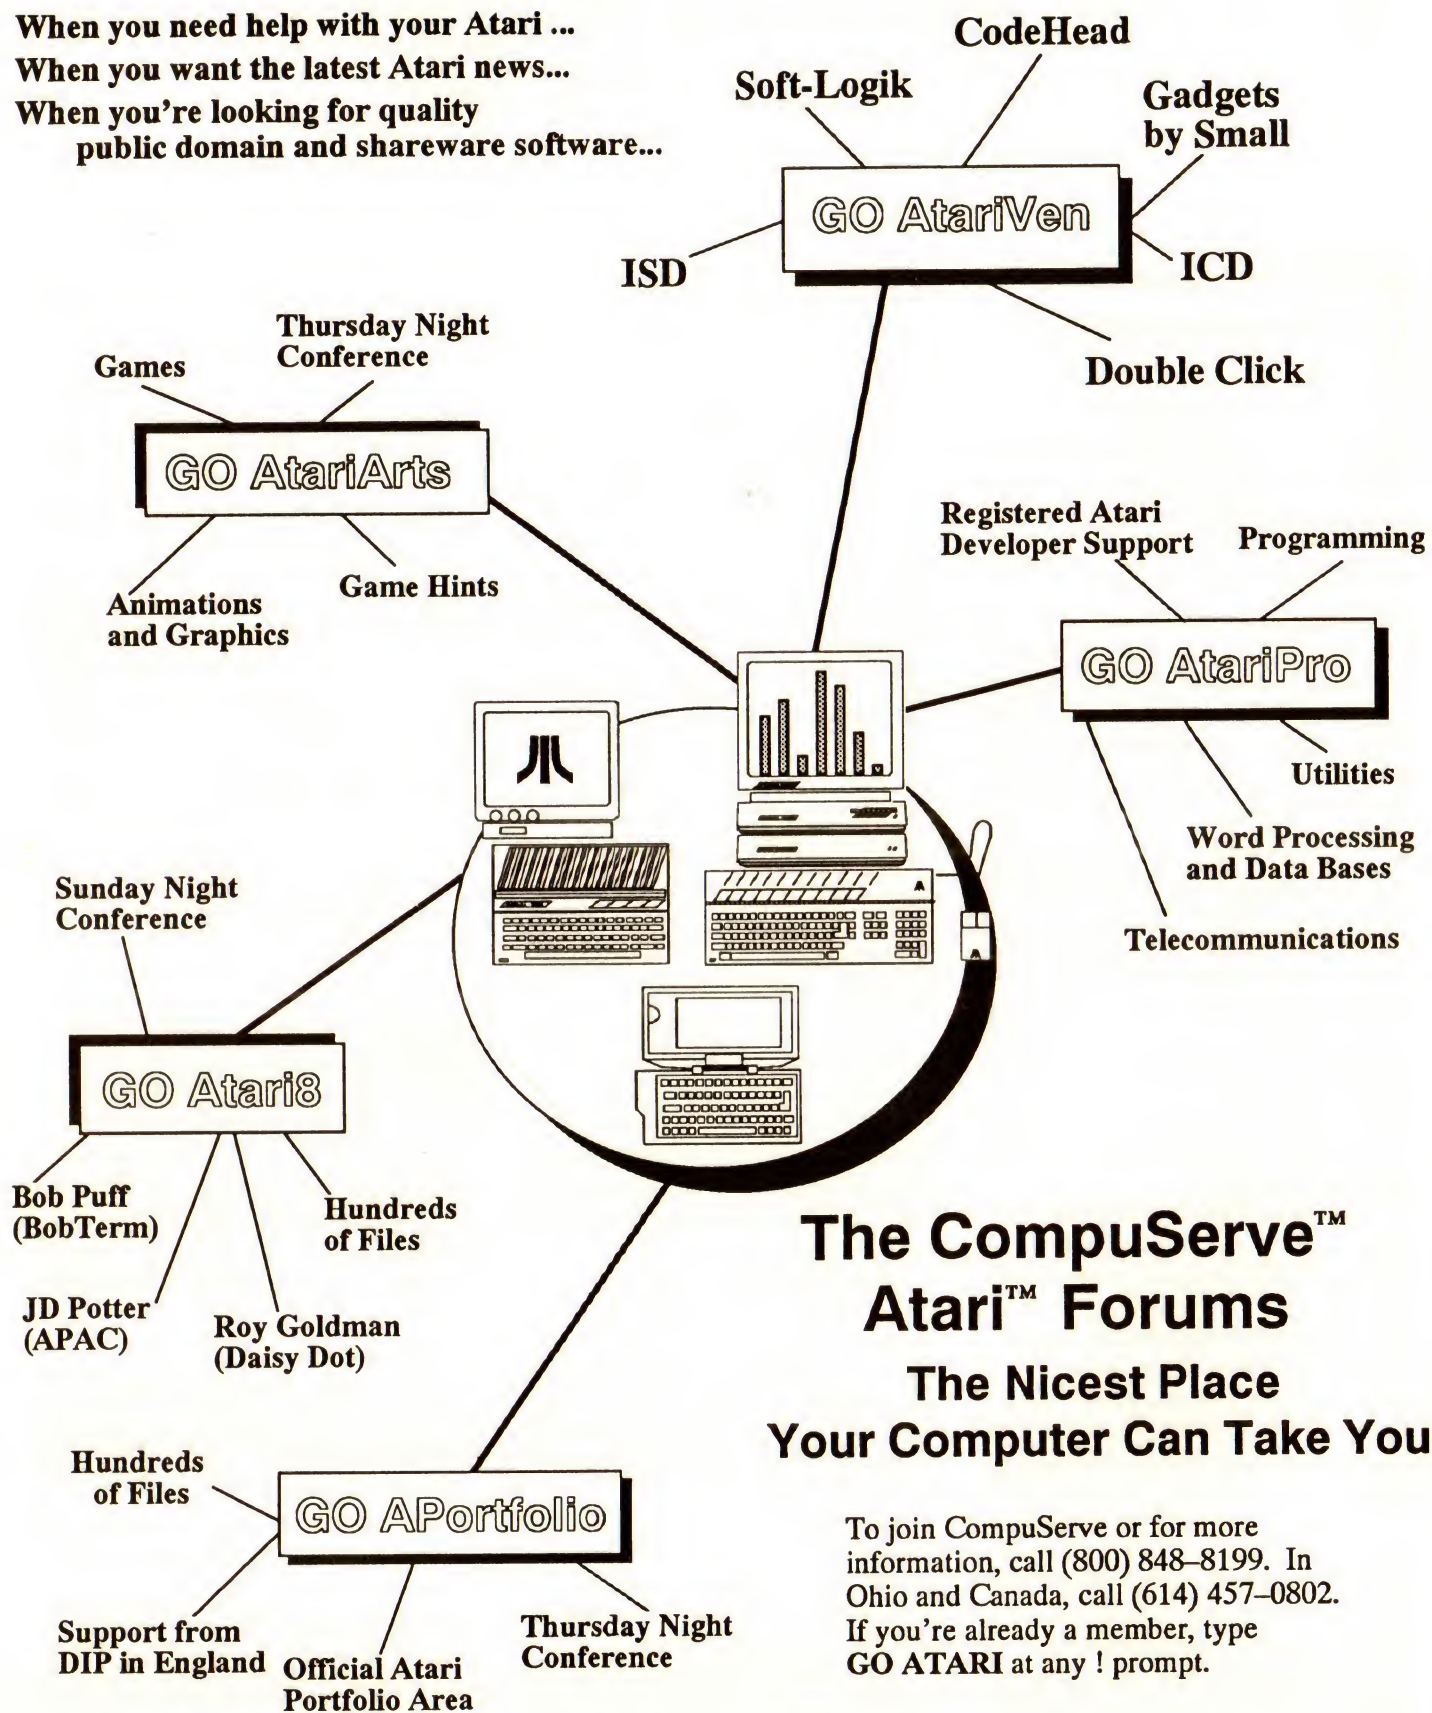 When you need help with your Atari ...
When you want the latest Atari news...
When you're looking for quality
public domain and shareware software...
CodeHead
Soft-Logik
Gadgets
by Small
GO AtariVen
ISD
ICD
Double Click
Thursday Night
Conference
Games
GO AtariArts
Game Hints
Animations
and Graphics
Registered Atari
Developer Support
Programming
GO AtariPro
Utilities
Word Processing
and Data Bases
Telecommunications
Sunday Night
Conference
GO Atari8
Bob Puff
(BobTerm)
Hundreds
of Files
JD Potter
(APAC)
Roy Goldman
(Daisy Dot)
The CompuServe™
Atari™ Forums
The Nicest Place
Your Computer Can Take You
Hundreds
of Files
GO APortfolio
Support from
DIP in England
Official Atari
Portfolio Area
Thursday Night
Conference
To join CompuServe or for more
information, call (800) 848–8199. In
Ohio and Canada, call (614) 457–0802.
If you're already a member, type
GO ATARI at any ! prompt.